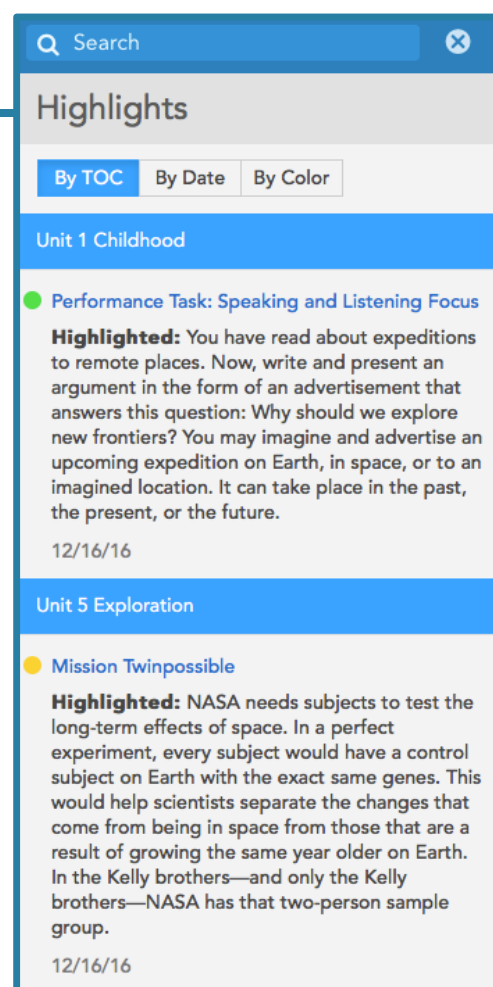 Search
Highlights
By TOC By Date By Color
Unit 1 Childhood
Performance Task: Speaking and Listening Focus
Highlighted: You have read about expeditions
to remote places. Now, write and present an
argument in the form of an advertisement that
answers this question: Why should we explore
new frontiers? You may imagine and advertise an
upcoming expedition on Earth, in space, or to an
imagined location. It can take place in the past,
the present, or the future.
12/16/16
Unit 5 Exploration
Mission Twinpossible
Highlighted: NASA needs subjects to test the
long-term effects of space. In a perfect
experiment, every subject would have a control
subject on Earth with the exact same genes. This
would help scientists separate the changes that
come from being in space from those that are a
result of growing the same year older on Earth.
In the Kelly brothers—and only the Kelly
brothers—NASA has that two-person sample
group.
12/16/16